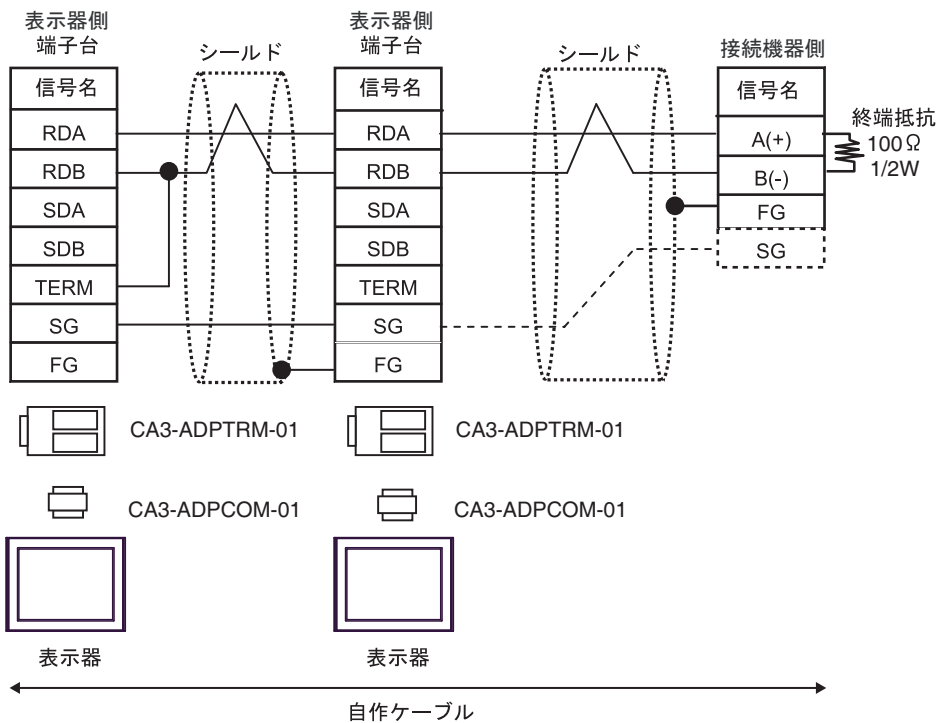 表示器側
端子台
信号名
RDA
RDB
SDA
SDB
TERM
SG
FG
シールド
表示器側
端子台
信号名
RDA
RDB
SDA
SDB
TERM
SG
FG
シールド
接続機器側
信号名
A(+)
B(-)
FG
SG
終端抵抗
100Ω
1/2W
CA3-ADPTRM-01
CA3-ADPTRM-01
CA3-ADPCOM-01
CA3-ADPCOM-01
表示器
表示器
自作ケーブル